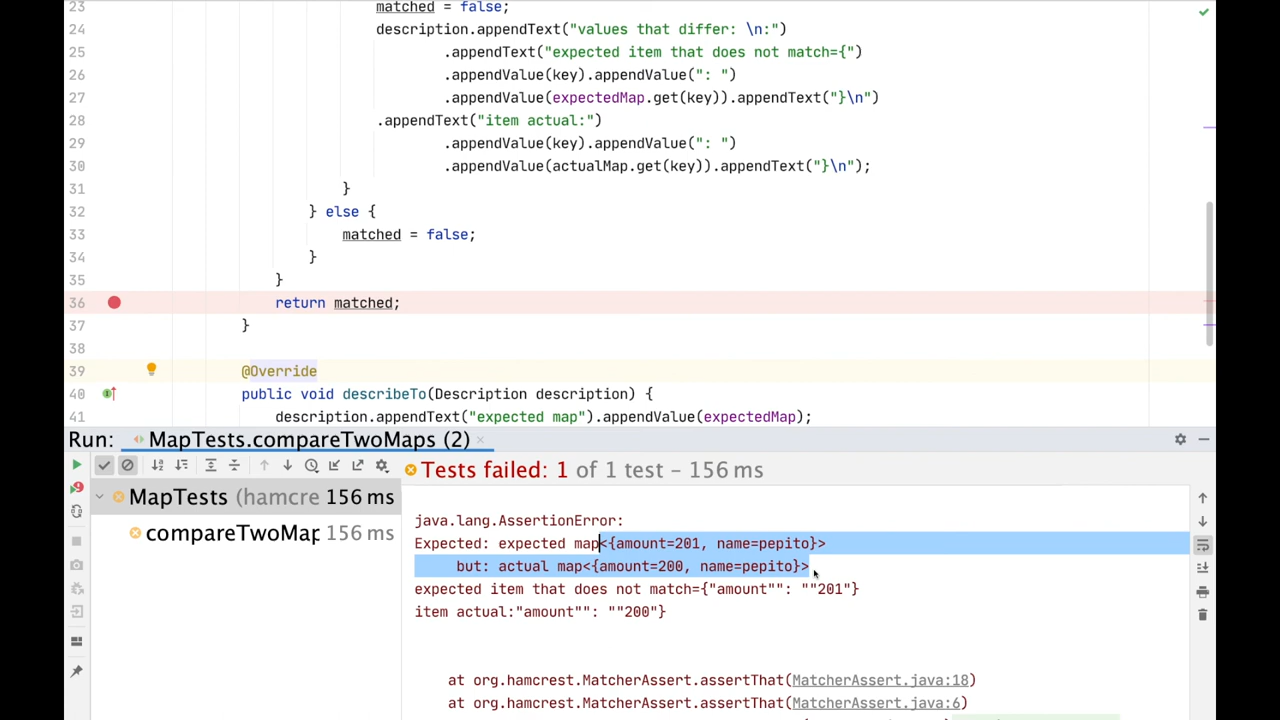 23 matched = false;
24 description.appendText("values that differ: \n:")
25 .appendText("expected item that does not match={")
26 .appendValue(key).appendValue(": ")
27 .appendValue(expectedMap.get(key)).appendText("}\n")
28 .appendText("item actual:")
29 .appendValue(key).appendValue(": ")
30 .appendValue(actualMap.get(key)).appendText("}\n");
31 }
32 } else {
33 matched = false;
34 }
35 }
36 return matched;
37 }
38
39 @Override
40 public void describeTo(Description description) {
41 description.appendText("expected map").appendValue(expectedMap);
Run: MapTests.compareTwoMaps (2)
Tests failed: 1 of 1 test – 156 ms
MapTests (hamcre 156 ms
compareTwoMap 156 ms
java.lang.AssertionError:
Expected: expected map<{amount=201, name=pepito}>
but: actual map<{amount=200, name=pepito}>
expected item that does not match={"amount"": ""201"}
item actual:"amount"": ""200"}
at org.hamcrest.MatcherAssert.assertThat(MatcherAssert.java:18)
at org.hamcrest.MatcherAssert.assertThat(MatcherAssert.java:6)